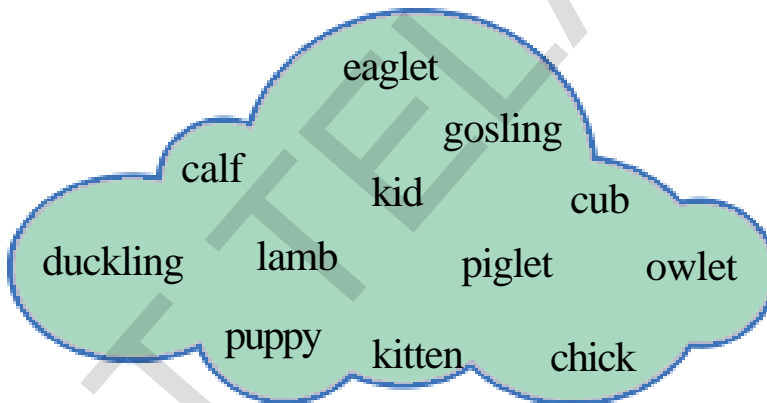 eaglet
gosling
calf
kid
cub
duckling
lamb
piglet
owlet
puppy
kitten
chick